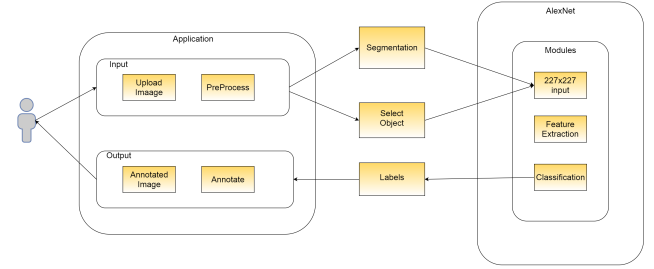 AlexNet
Application
Modules
Input
Upload
Imaage
PreProcess
Segmentation
227x227
input
Select
Object
Feature
Extraction
Output
Annotated
Image
Annotate
Labels
Classification